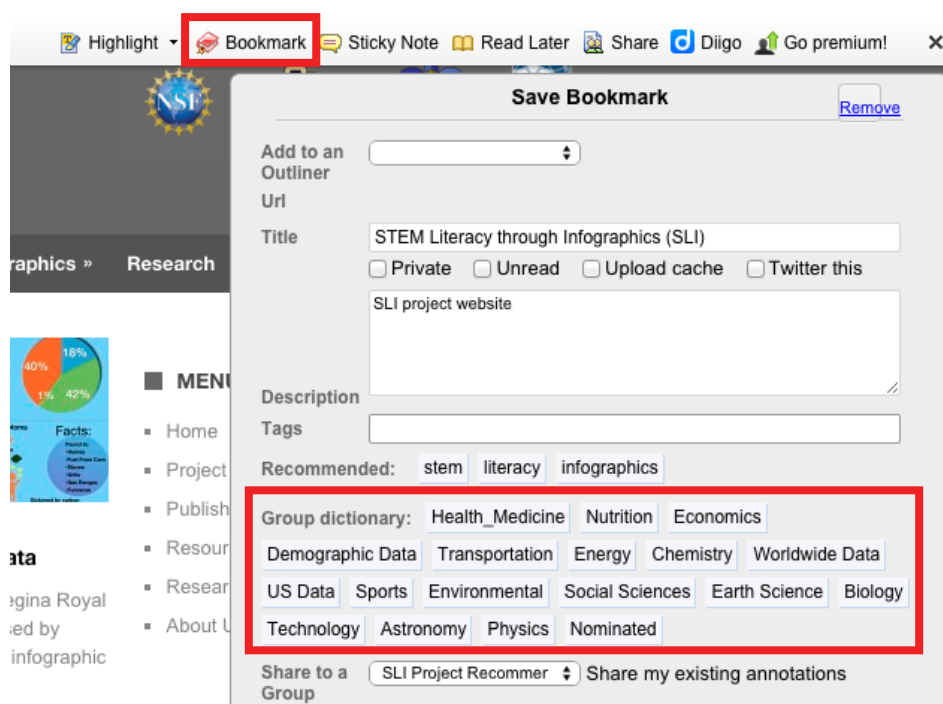 Highlight Bookmark Sticky Note Read Later Share Diigo Go premium!
NSF
Save Bookmark
Remove
Add to an
Outliner
Url
Title STEM Literacy through Infographics (SLI)
Private Unread Upload cache Twitter this
SLI project website
Description
Tags
Recommended: stem literacy infographics
Group dictionary: Health_Medicine Nutrition Economics
Demographic Data Transportation Energy Chemistry Worldwide Data
US Data Sports Environmental Social Sciences Earth Science Biology
Technology Astronomy Physics Nominated
Share to a
Group
SLI Project Recommer Share my existing annotations
raphics » Research
18%
40%
1% 42%
Facts:
MENU
Home
Project
Publish
Resour
Resear
About U
ata
egina Royal
sed by
infographic